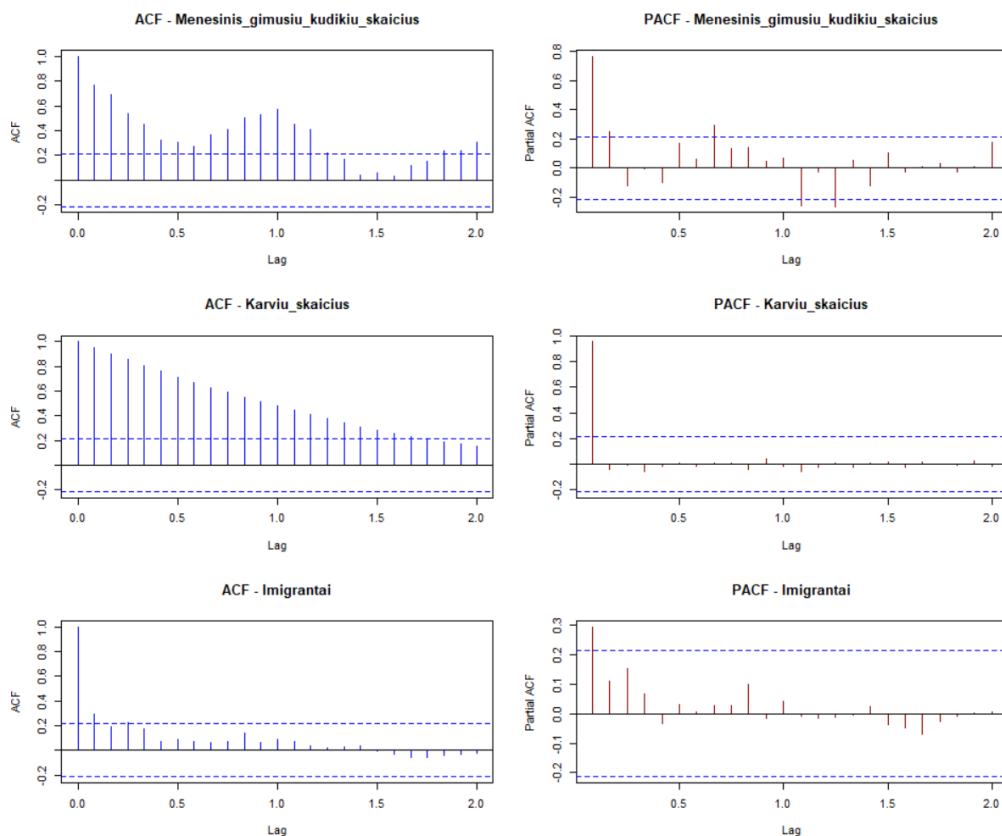 ACF - Menesinis_gimusiu_kudikiu_skaicius
ACF
1.0
0.8
0.6
0.4
0.2
-0.2
0.0 0.5 1.0 1.5 2.0
Lag
PACF - Menesinis_gimusiu_kudikiu_skaicius
Partial ACF
0.8
0.6
0.4
0.2
0.0
-0.2
0.5 1.0 1.5 2.0
Lag
ACF - Karviu_skaicius
ACF
1.0
0.8
0.6
0.4
0.2
-0.2
0.0 0.5 1.0 1.5 2.0
Lag
PACF - Karviu_skaicius
Partial ACF
1.0
0.8
0.6
0.4
0.2
-0.2
0.5 1.0 1.5 2.0
Lag
ACF - Imigrantai
ACF
1.0
0.8
0.6
0.4
0.2
-0.2
0.0 0.5 1.0 1.5 2.0
Lag
PACF - Imigrantai
Partial ACF
0.3
0.2
0.1
0.0
-0.1
-0.2
0.5 1.0 1.5 2.0
Lag